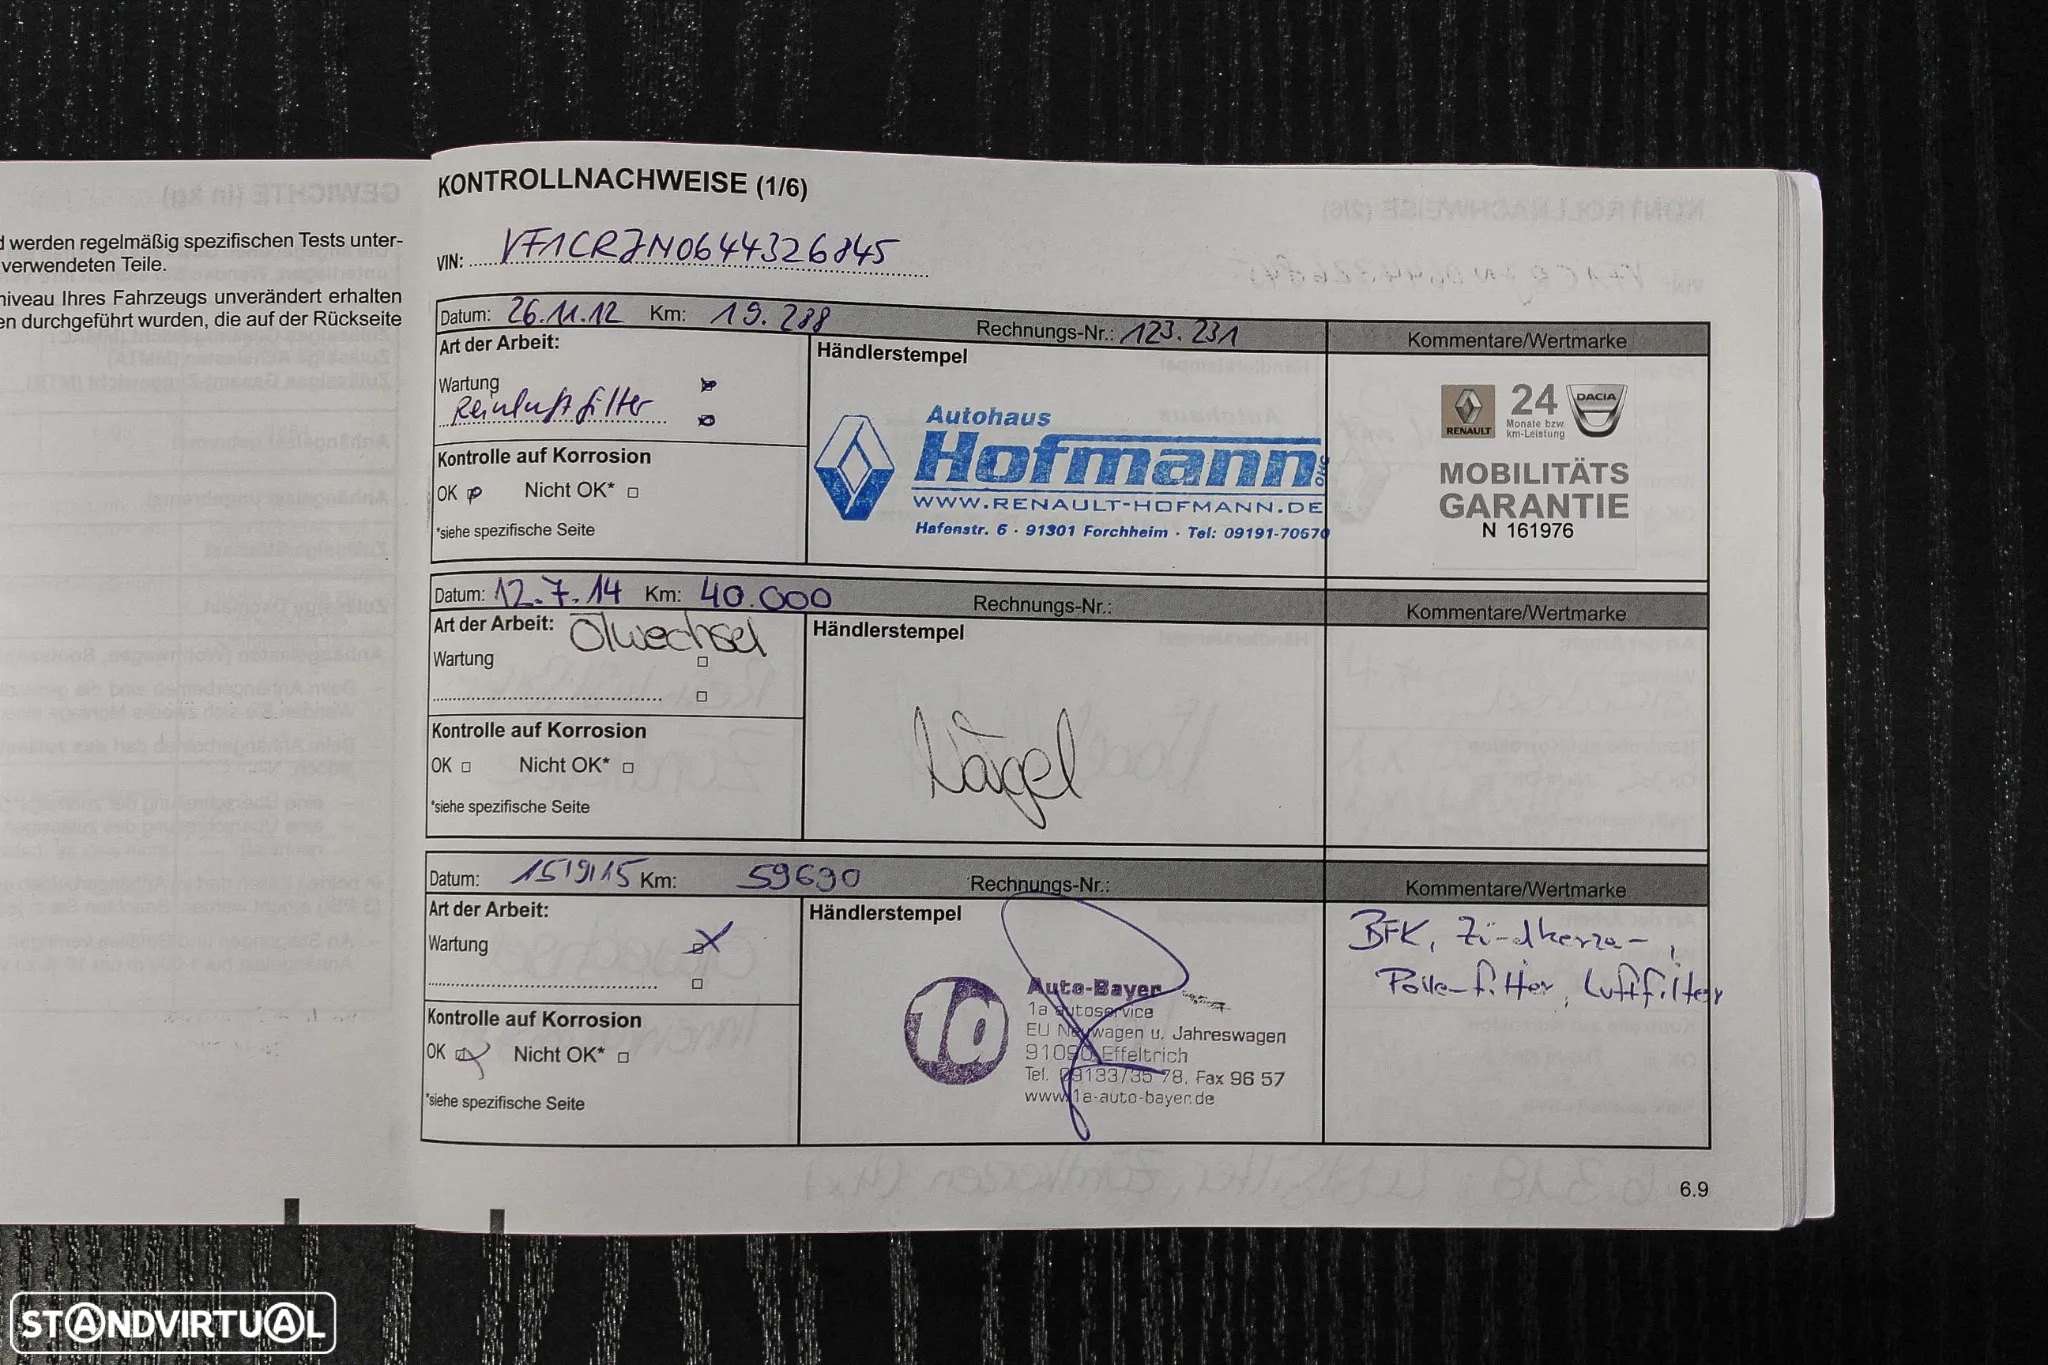 d werden regelmäßig spezifischen Tests unter-
verwendeten Teile.
niveau Ihres Fahrzeugs unverändert erhalten
en durchgeführt wurden, die auf der Rückseite
KONTROLLNACHWEISE (1/6)
VIN: VF1CRJN0644326845
Datum: 26.11.12 Km: 19.288 Rechnungs-Nr.: 123.231 Kommentare/Wertmarke
Art der Arbeit:
Wartung
Reinluftfilter
Kontrolle auf Korrosion
OK Nicht OK*
*siehe spezifische Seite
Händlerstempel
Autohaus
Hofmann OHG
WWW.RENAULT-HOFMANN.DE
Hafenstr. 6 · 91301 Forchheim · Tel: 09191-70570
RENAULT
24
Monate bzw.
km-Leistung
DACIA
MOBILITÄTS
GARANTIE
N 161976
Datum: 12.7.14 Km: 40.000 Rechnungs-Nr.: Kommentare/Wertmarke
Art der Arbeit: Ölwechsel
Wartung
Kontrolle auf Korrosion
OK Nicht OK*
*siehe spezifische Seite
Händlerstempel
Nägel
Datum: 15.9.15 Km: 59690 Rechnungs-Nr.: Kommentare/Wertmarke
Art der Arbeit:
Wartung
Kontrolle auf Korrosion
OK Nicht OK*
*siehe spezifische Seite
Händlerstempel
1a
Auto-Bayer
1a autoservice
EU Neuwagen u. Jahreswagen
91090 Effeltrich
Tel. 09133/35 78, Fax 96 57
www.1a-auto-bayer.de
BFK, Zündkerzen,
Pollenfilter, Luftfilter
6.9
STANDVIRTUAL